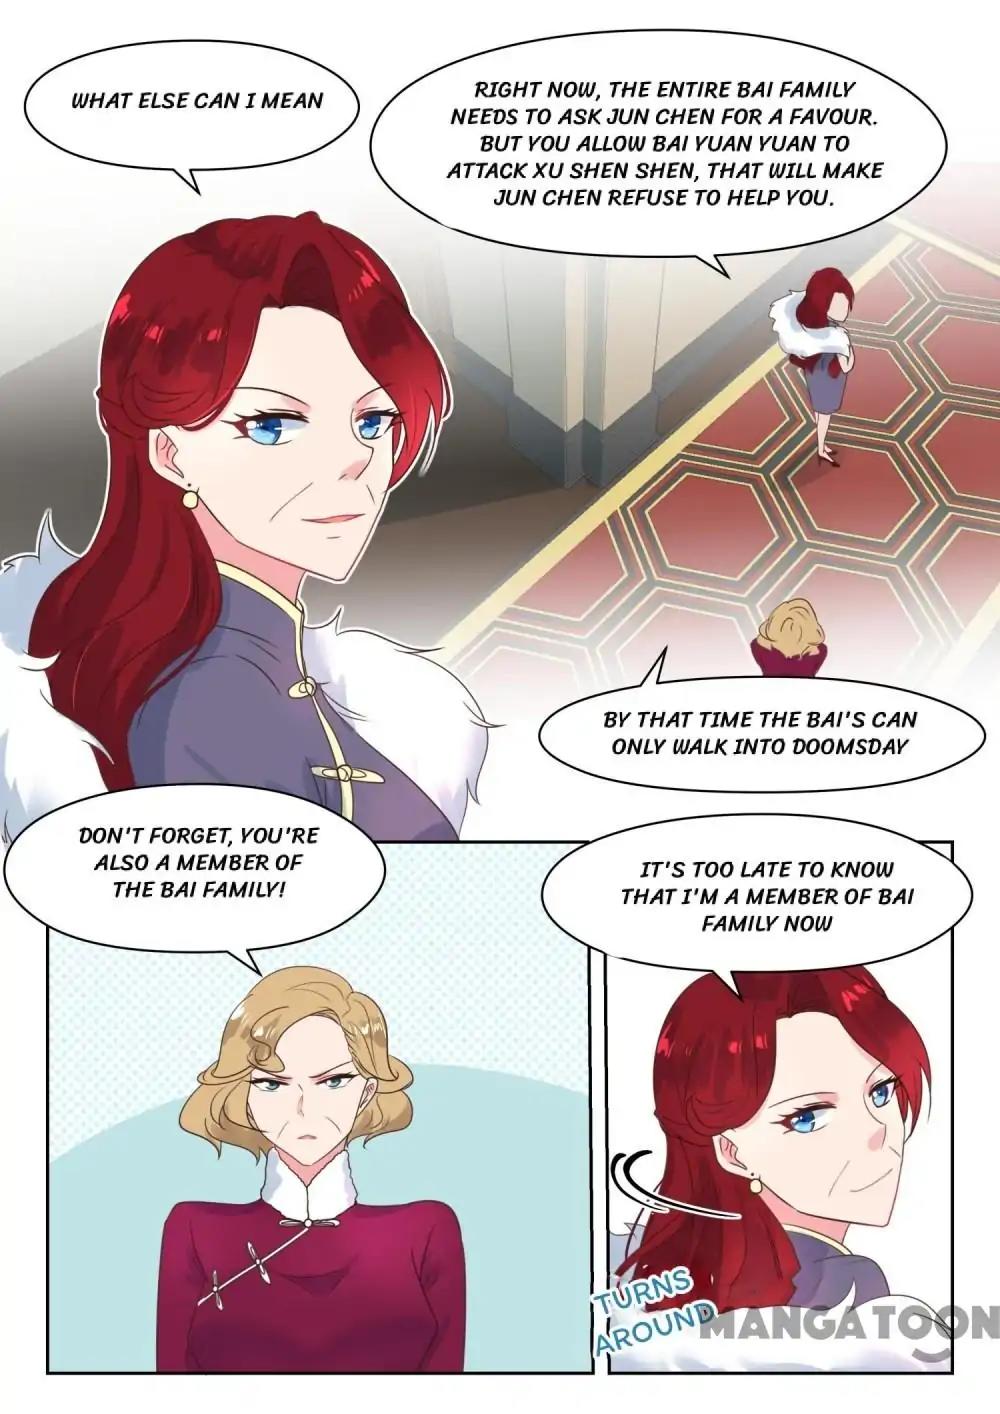 WHAT ELSE CAN I MEAN
RIGHT NOW, THE ENTIRE BAI FAMILY
NEEDS TO ASK JUN CHEN FOR A FAVOUR.
BUT YOU ALLOW BAI YUAN YUAN TO
ATTACK XU SHEN SHEN, THAT WILL MAKE
JUN CHEN REFUSE TO HELP YOU.
BY THAT TIME THE BAI'S CAN
ONLY WALK INTO DOOMSDAY
DON'T FORGET, YOU'RE
ALSO A MEMBER OF
THE BAI FAMILY!
IT'S TOO LATE TO KNOW
THAT I'M A MEMBER OF BAI
FAMILY NOW
TURNS
AROUND
MANGATOON